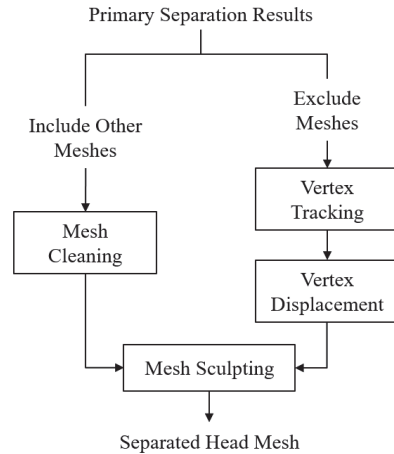 Primary Separation Results
Include Other
Meshes
Exclude
Meshes
Mesh
Cleaning
Vertex
Tracking
Vertex
Displacement
Mesh Sculpting
Separated Head Mesh